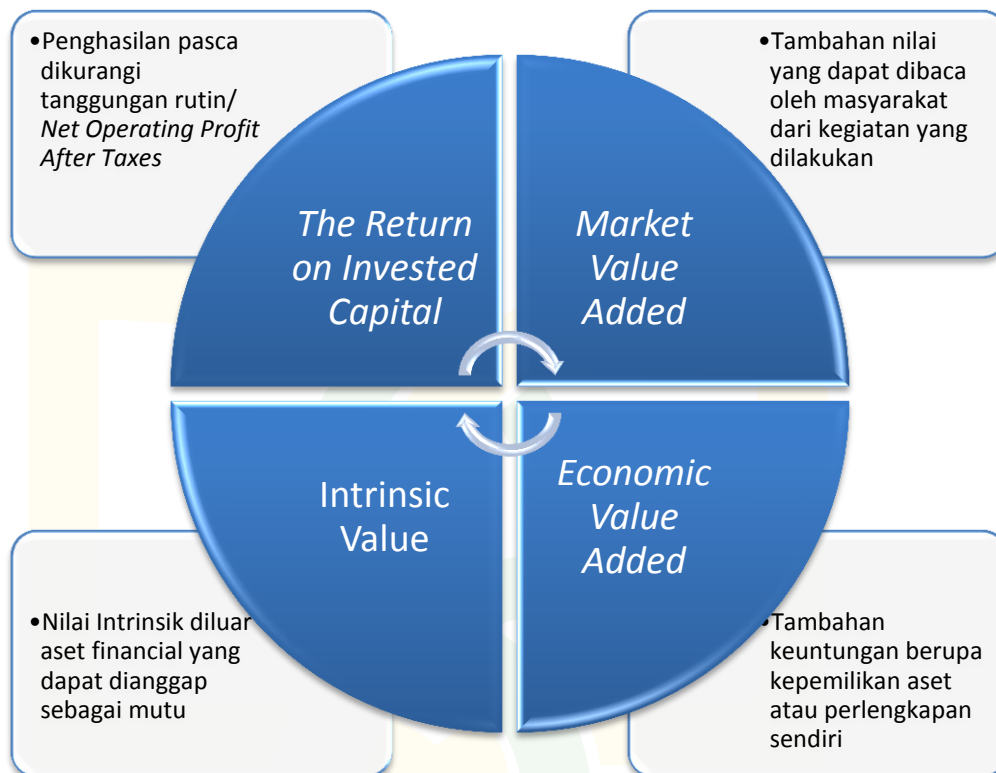 •Penghasilan pasca
dikurangi
tanggungan rutin/
Net Operating Profit
After Taxes
•Tambahan nilai
yang dapat dibaca
oleh masyarakat
dari kegiatan yang
dilakukan
The Return
on Invested
Capital
Market
Value
Added
Intrinsic
Value
Economic
Value
Added
•Nilai Intrinsik diluar
aset financial yang
dapat dianggap
sebagai mutu
•Tambahan
keuntungan berupa
kepemilikan aset
atau perlengkapan
sendiri